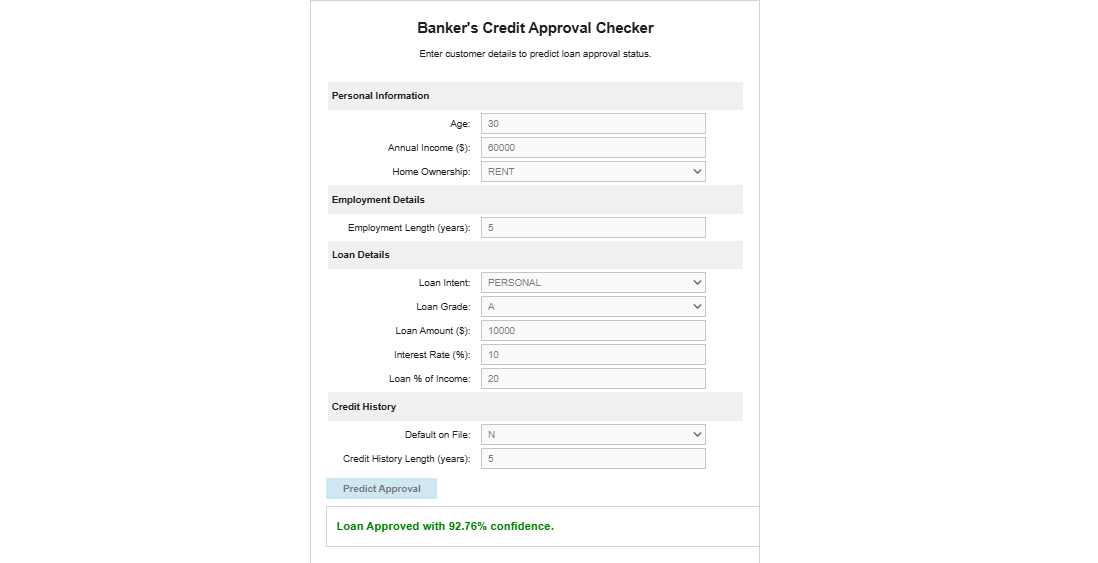 Banker's Credit Approval Checker
Enter customer details to predict loan approval status.
Personal Information
Age: 30
Annual Income ($): 60000
Home Ownership: RENT
Employment Details
Employment Length (years): 5
Loan Details
Loan Intent: PERSONAL
Loan Grade: A
Loan Amount ($): 10000
Interest Rate (%): 10
Loan % of Income: 20
Credit History
Default on File: N
Credit History Length (years): 5
Predict Approval
Loan Approved with 92.76% confidence.